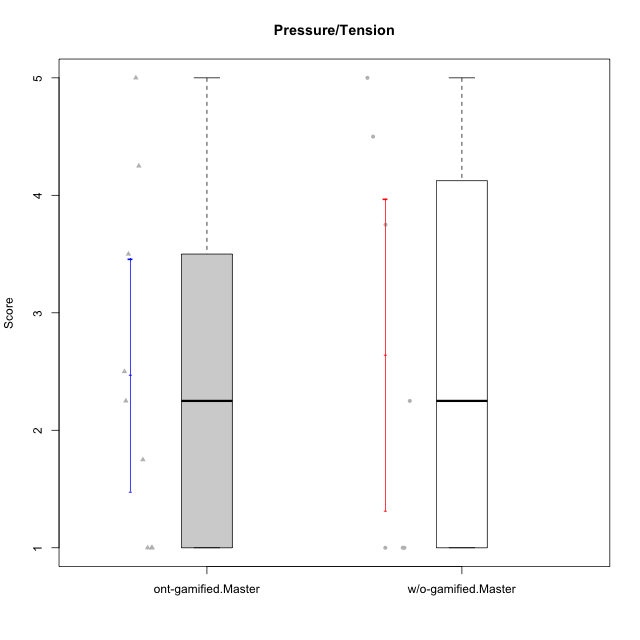 Pressure/Tension
Score
5
4
3
2
1
ont-gamified.Master
w/o-gamified.Master